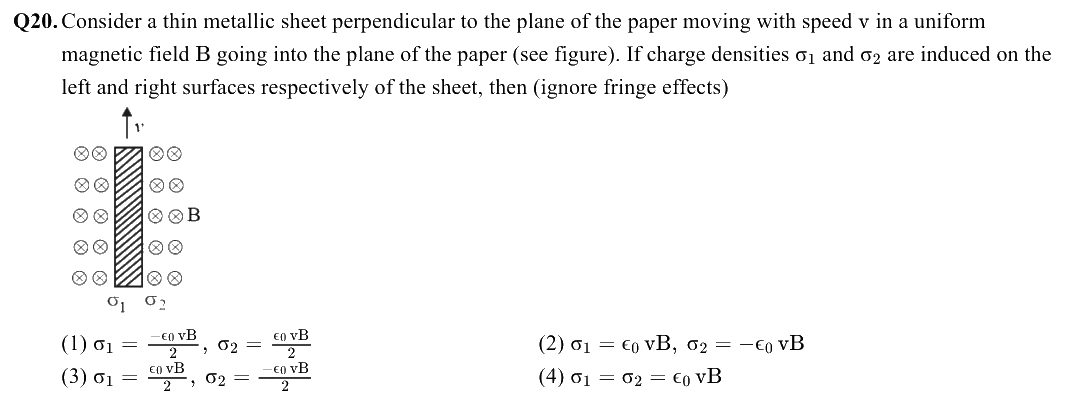 Q20. Consider a thin metallic sheet perpendicular to the plane of the paper moving with speed v in a uniform
magnetic field B going into the plane of the paper (see figure). If charge densities σ₁ and σ₂ are induced on the
left and right surfaces respectively of the sheet, then (ignore fringe effects)
v
B
σ₁ σ₂
(1) σ₁ = −ϵ₀ vB/2, σ₂ = ϵ₀ vB/2
(2) σ₁ = ϵ₀ vB, σ₂ = −ϵ₀ vB
(3) σ₁ = ϵ₀ vB/2, σ₂ = −ϵ₀ vB/2
(4) σ₁ = σ₂ = ϵ₀ vB